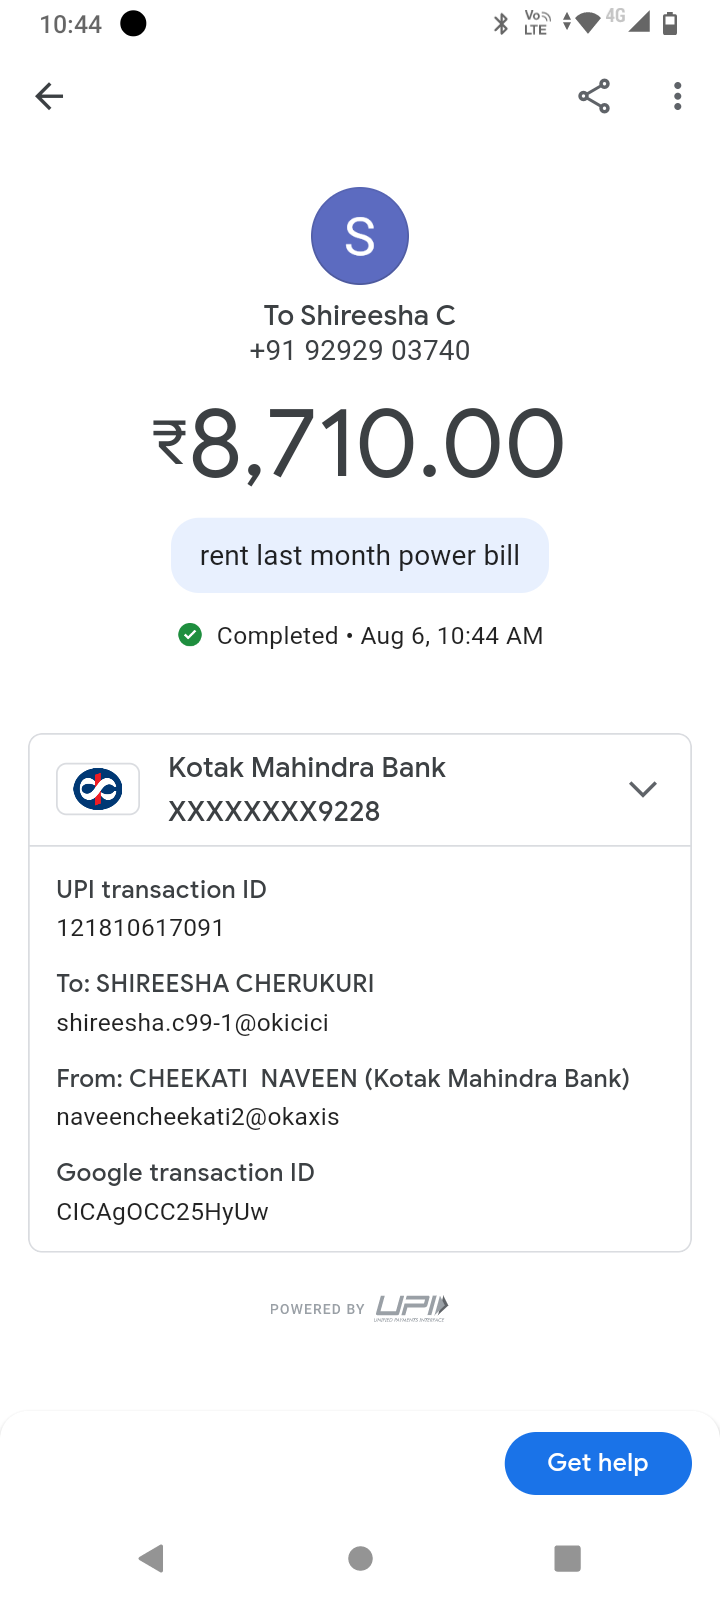 10:44
Vo
LTE
4G
S
To Shireesha C
+91 92929 03740
₹8,710.00
rent last month power bill
Completed • Aug 6, 10:44 AM
Kotak Mahindra Bank
XXXXXXXX9228
UPI transaction ID
121810617091
To: SHIREESHA CHERUKURI
shireesha.c99-1@okicici
From: CHEEKATI  NAVEEN (Kotak Mahindra Bank)
naveencheekati2@okaxis
Google transaction ID
CICAgOCC25HyUw
POWERED BY UPI
UNIFIED PAYMENTS INTERFACE
Get help